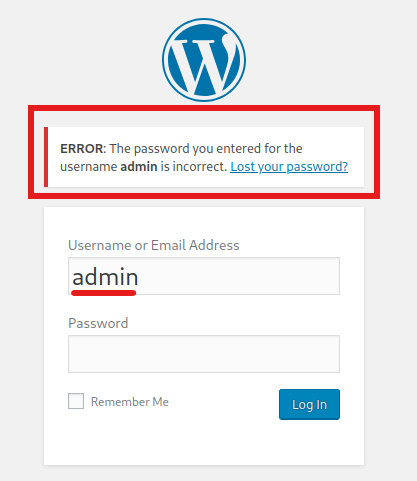 ERROR: The password you entered for the
username admin is incorrect. Lost your password?
Username or Email Address
admin
Password
Remember Me
Log In